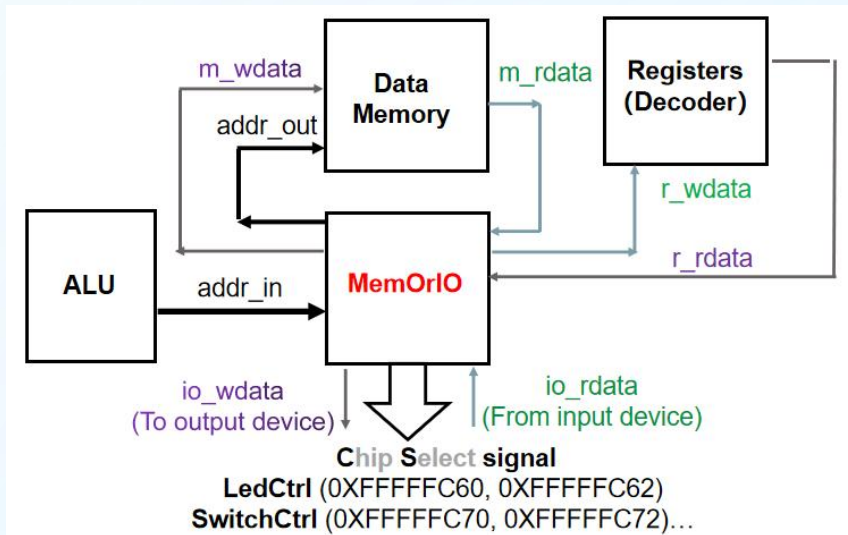 m_wdata
Data
Memory
m_rdata
Registers
(Decoder)
addr_out
r_wdata
ALU
addr_in
MemOrIO
r_rdata
io_wdata
(To output device)
io_rdata
(From input device)
Chip Select signal
LedCtrl (0XFFFFFC60, 0XFFFFFC62)
SwitchCtrl (0XFFFFFC70, 0XFFFFFC72)…